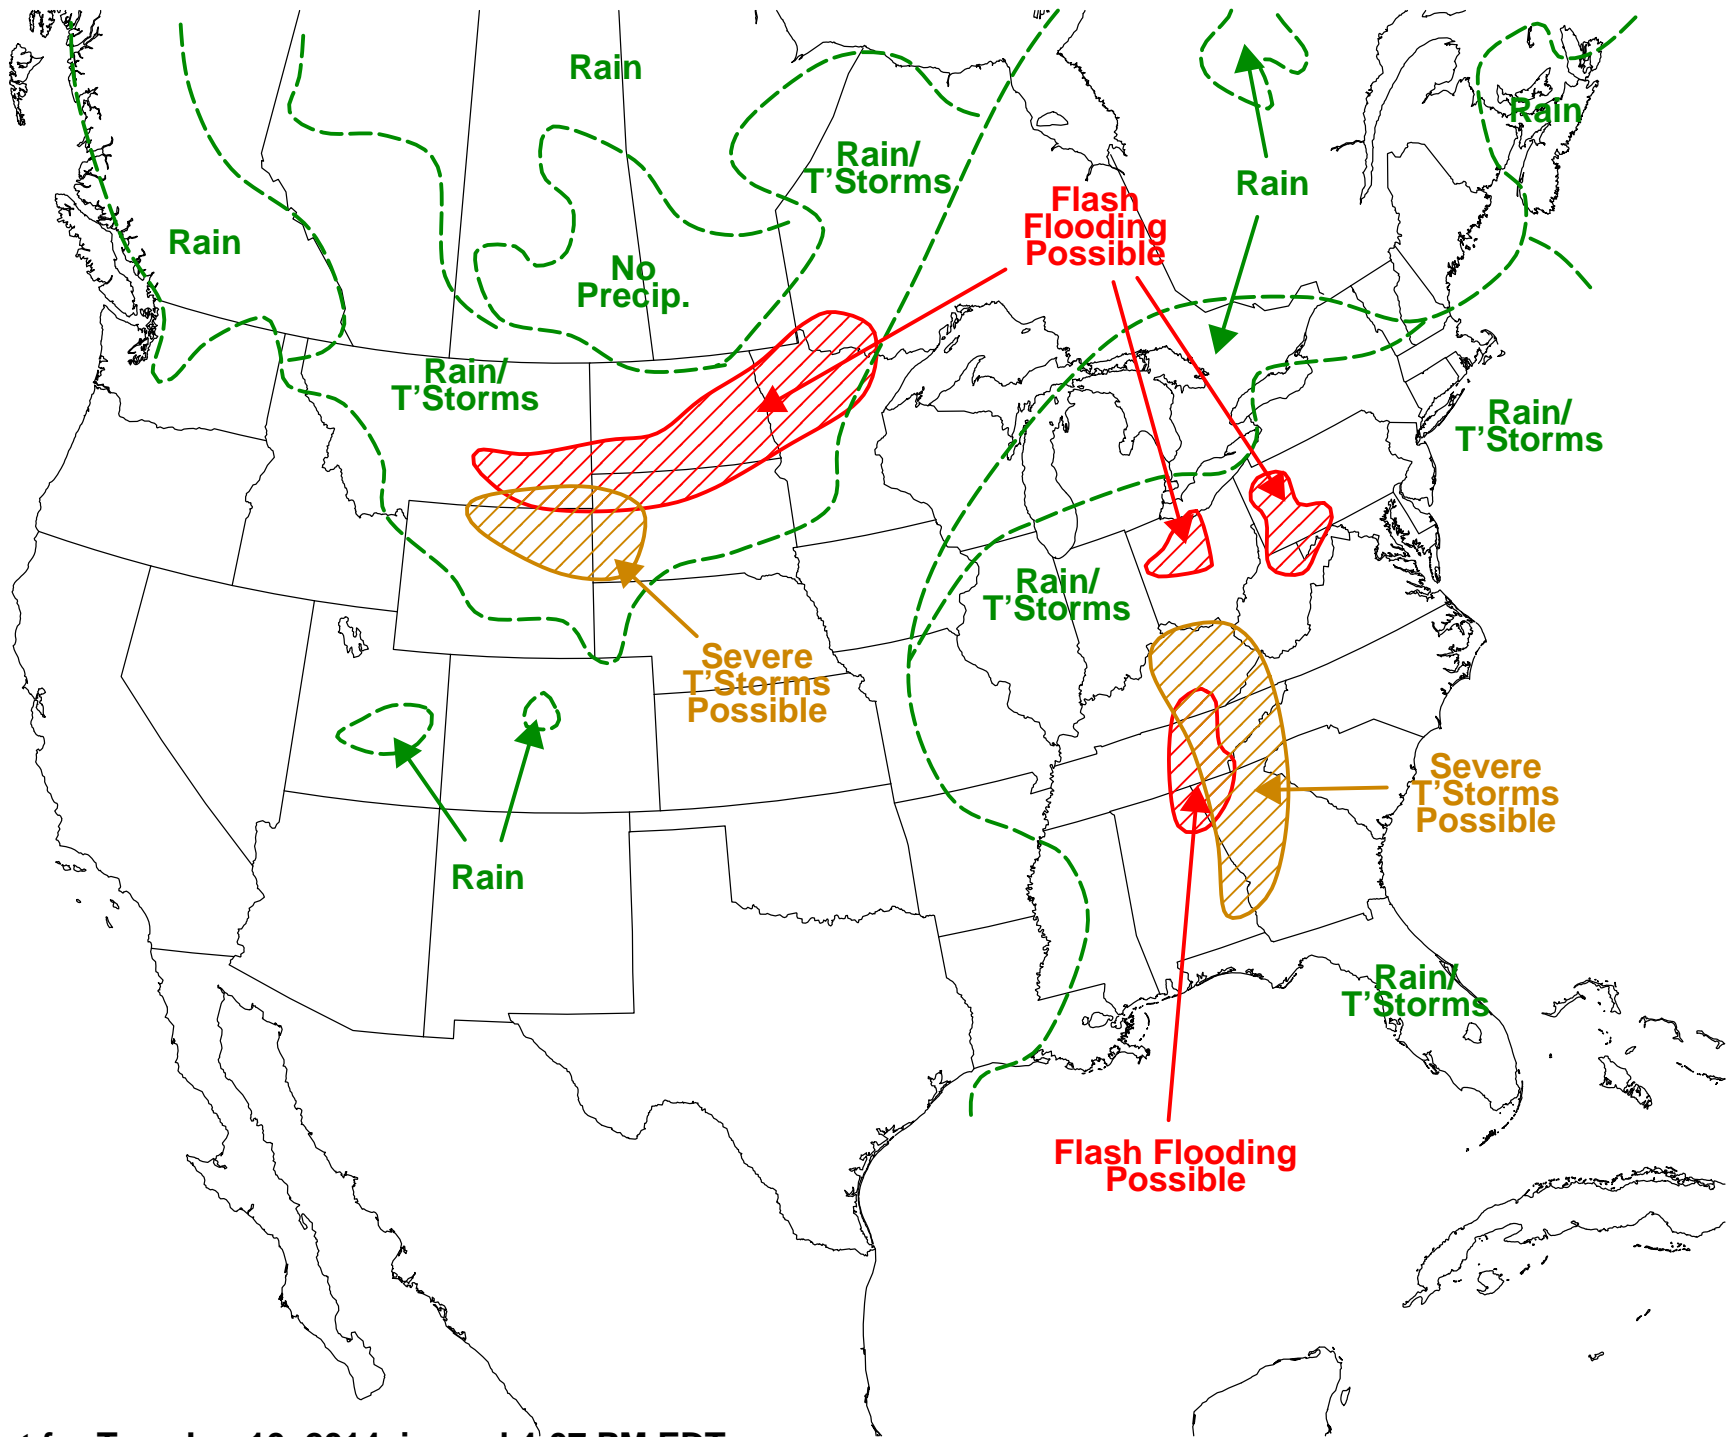 Rain
Rain
Rain/
T'Storms
Flash
Flooding
Possible
Rain
Rain
No
Precip.
Rain/
T'Storms
Rain/
T'Storms
Rain/
T'Storms
Severe
T'Storms
Possible
Severe
T'Storms
Possible
Rain
Rain/
T'Storms
Flash Flooding
Possible